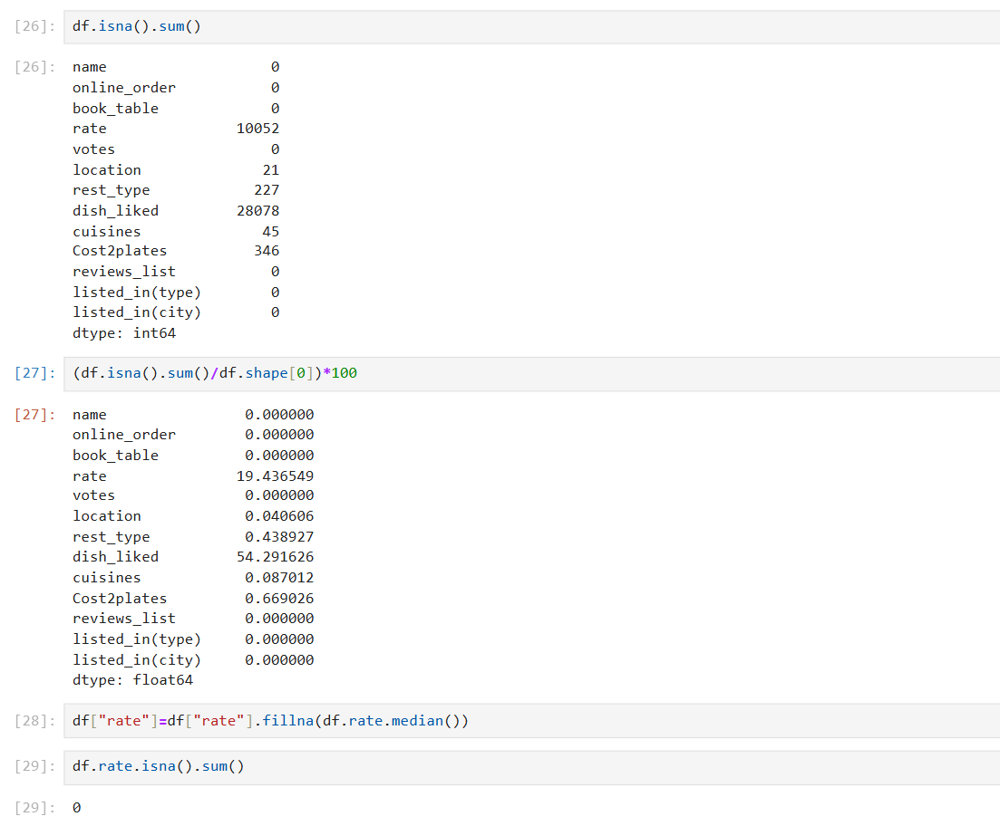 [26]: df.isna().sum()
[26]: name 0
online_order 0
book_table 0
rate 10052
votes 0
location 21
rest_type 227
dish_liked 28078
cuisines 45
Cost2plates 346
reviews_list 0
listed_in(type) 0
listed_in(city) 0
dtype: int64
[27]: (df.isna().sum()/df.shape[0])*100
[27]: name 0.000000
online_order 0.000000
book_table 0.000000
rate 19.436549
votes 0.000000
location 0.040606
rest_type 0.438927
dish_liked 54.291626
cuisines 0.087012
Cost2plates 0.669026
reviews_list 0.000000
listed_in(type) 0.000000
listed_in(city) 0.000000
dtype: float64
[28]: df["rate"]=df["rate"].fillna(df.rate.median())
[29]: df.rate.isna().sum()
[29]: 0